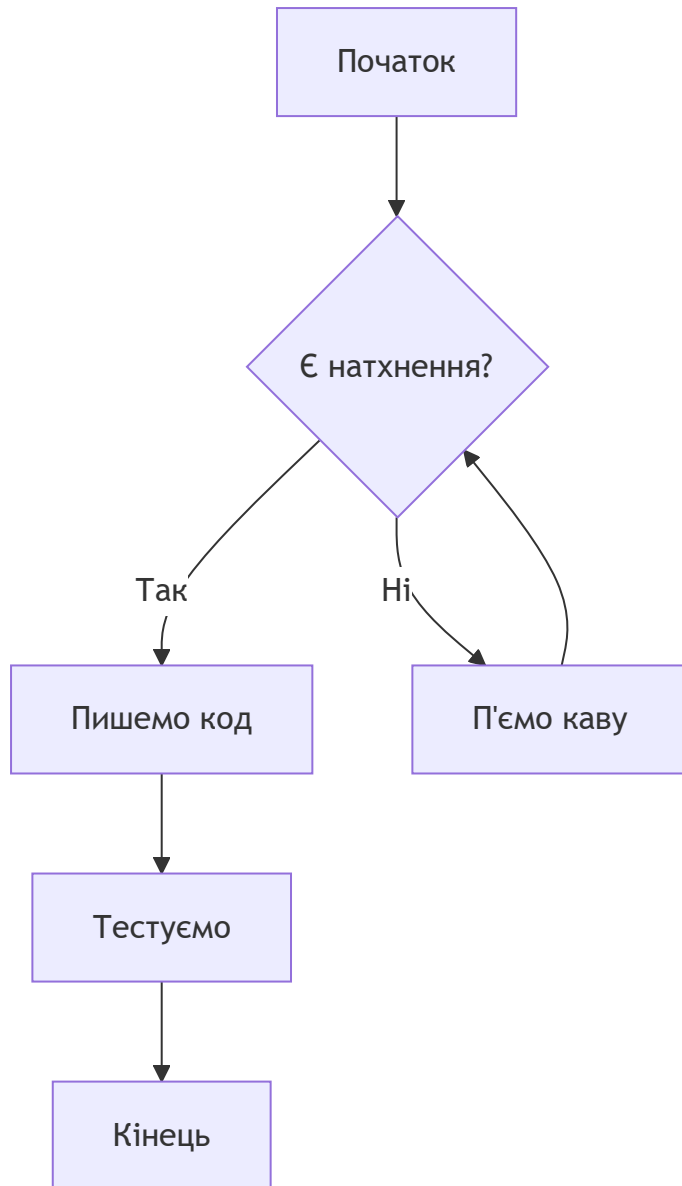 Початок
Є натхнення?
Так
Ні
Пишемо код
П'ємо каву
Тестуємо
Кінець